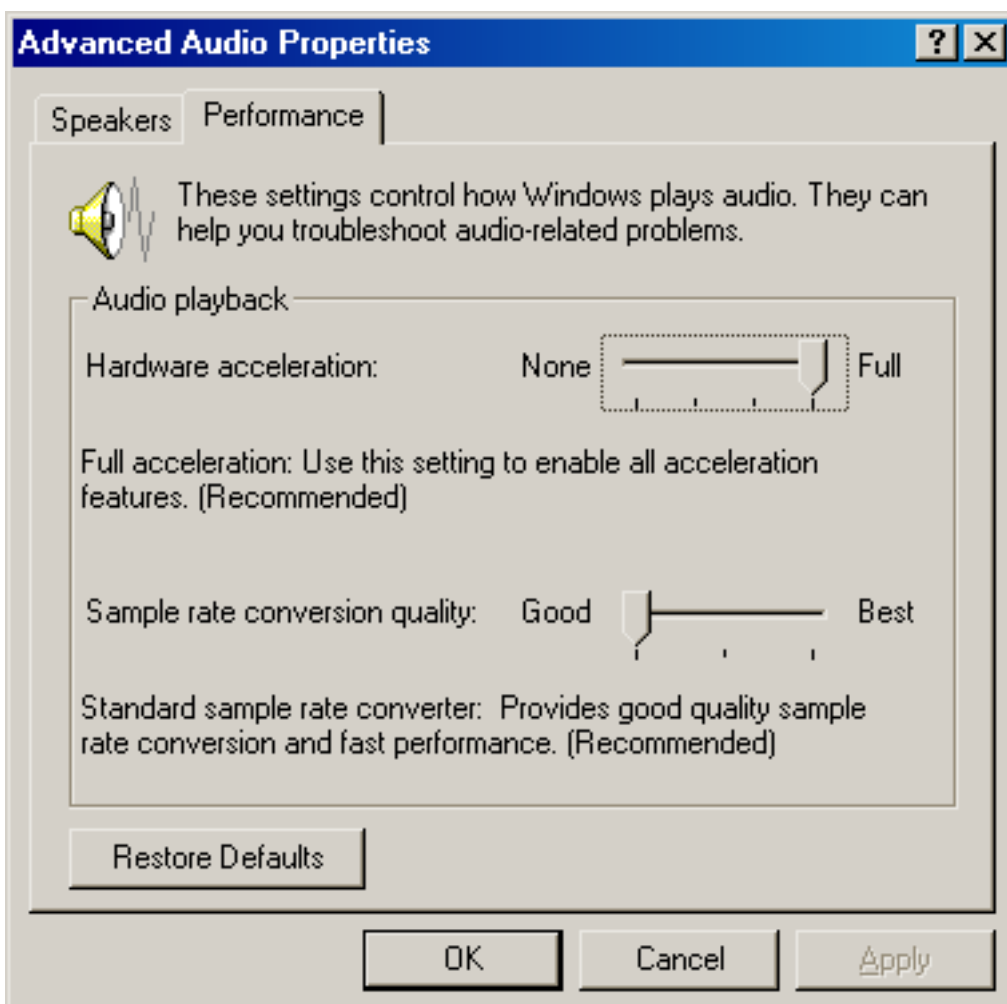 Advanced Audio Properties
Speakers
Performance
These settings control how Windows plays audio. They can
help you troubleshoot audio-related problems.
Audio playback
Hardware acceleration: None Full
Full acceleration: Use this setting to enable all acceleration
features. (Recommended)
Sample rate conversion quality: Good Best
Standard sample rate converter:  Provides good quality sample
rate conversion and fast performance. (Recommended)
Restore Defaults
OK Cancel Apply